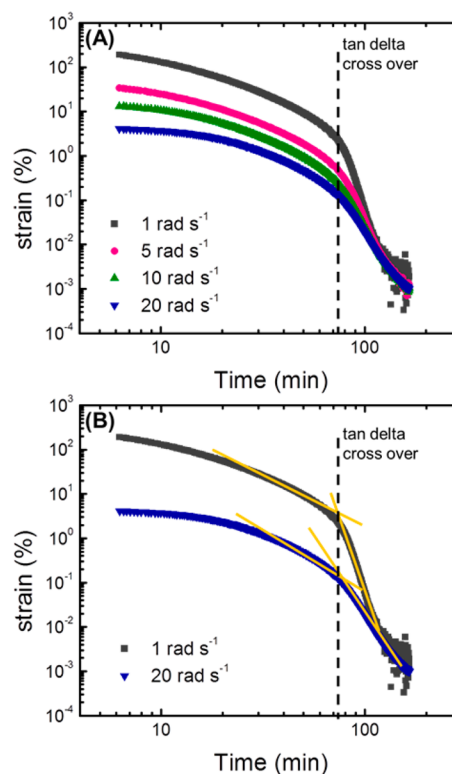 (A)
tan delta
cross over
10³
10²
10¹
10⁰
10⁻¹
10⁻²
10⁻³
10⁻⁴
strain (%)
1 rad s⁻¹
5 rad s⁻¹
10 rad s⁻¹
20 rad s⁻¹
10
100
Time (min)
(B)
tan delta
cross over
10³
10²
10¹
10⁰
10⁻¹
10⁻²
10⁻³
10⁻⁴
strain (%)
1 rad s⁻¹
20 rad s⁻¹
10
100
Time (min)